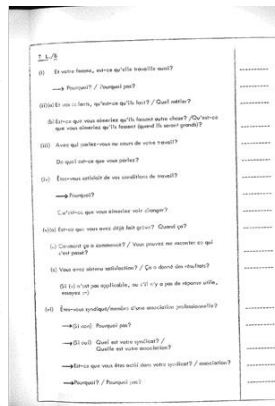 T L/B
(i) Et votre femme, est-ce qu'elle travaille aussi?
→ Pourquoi? / Pourquoi pas?
(ii)(a) Et vos enfants, qu'est-ce qu'ils font? / Quel métier?
(b) Est-ce que vous aimeriez qu'ils fassent autre chose? /Qu'est-ce
que vous aimeriez qu'ils fassent (quand ils seront grands)?
(iii) Avec qui parlez-vous au cours de votre travail?
De quoi est-ce que vous parlez?
(iv) Êtes-vous satisfait de vos conditions de travail?
→ Pourquoi?
Qu'est-ce que vous aimeriez voir changer?
(v)(a) Est-ce que vous avez déjà fait grève? Quand ça?
Comment ça a commencé? / Vous pouvez me raconter ce qui
s'est passé?
Vous avez obtenu satisfaction? / Ça a donné des résultats?
(Si n'est pas applicable, ou s'il n'y a pas de réponse utile,
essayez
(vi) Êtes-vous syndiqué/membre d'une association professionnelle?
→(Si non) Pourquoi pas?
→(Si oui) Quel est votre syndicat? /
Quelle est votre association?
→Est-ce que vous êtes actif dans votre syndicat? / association?
→Pourquoi? / Pourquoi pas?